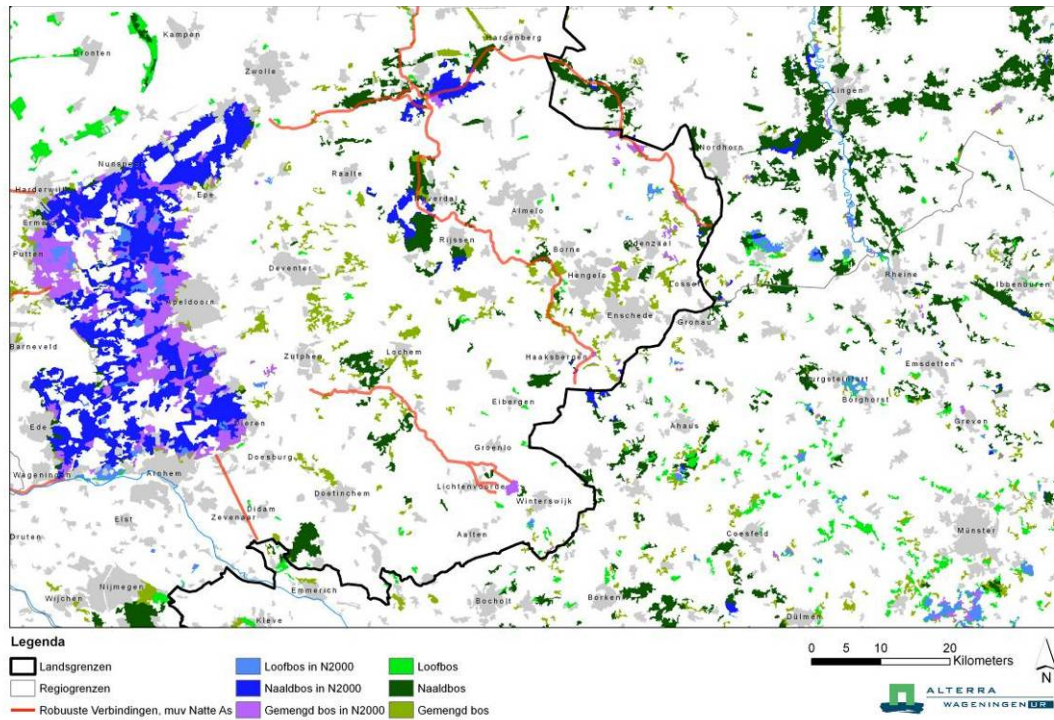 Kampen
Dronten
Hardenberg
Zwolle
Lingen
Nordhorn
Epe
Raalte
Almelo
Rijssen
Borne
Oldenzaal
Putten
Deventer
Hengelo
Rheine
Ibbenbüren
Apeldoorn
Enschede
Gronau
Barneveld
Zutphen
Lochem
Haaksbergen
Emsdetten
Borghorst
Eibergen
Ede
Ahaus
Greven
Groenlo
Doesburg
Wageningen
Arnhem
Lichtenvoorde
Winterswijk
Doetinchem
Didam
Zevenaar
Elst
Druten
Aalten
Coesfeld
Münster
Nijmegen
Wijchen
Emmerich
Bocholt
Borken
Kleve
Dülmen
Legenda
Landsgrenzen
Regiogrenzen
Robuuste Verbindingen, muv Natte As
Loofbos in N2000
Naaldbos in N2000
Gemengd bos in N2000
Loofbos
Naaldbos
Gemengd bos
0 5 10 20
Kilometers
N
ALTERRA
WAGENINGEN UR